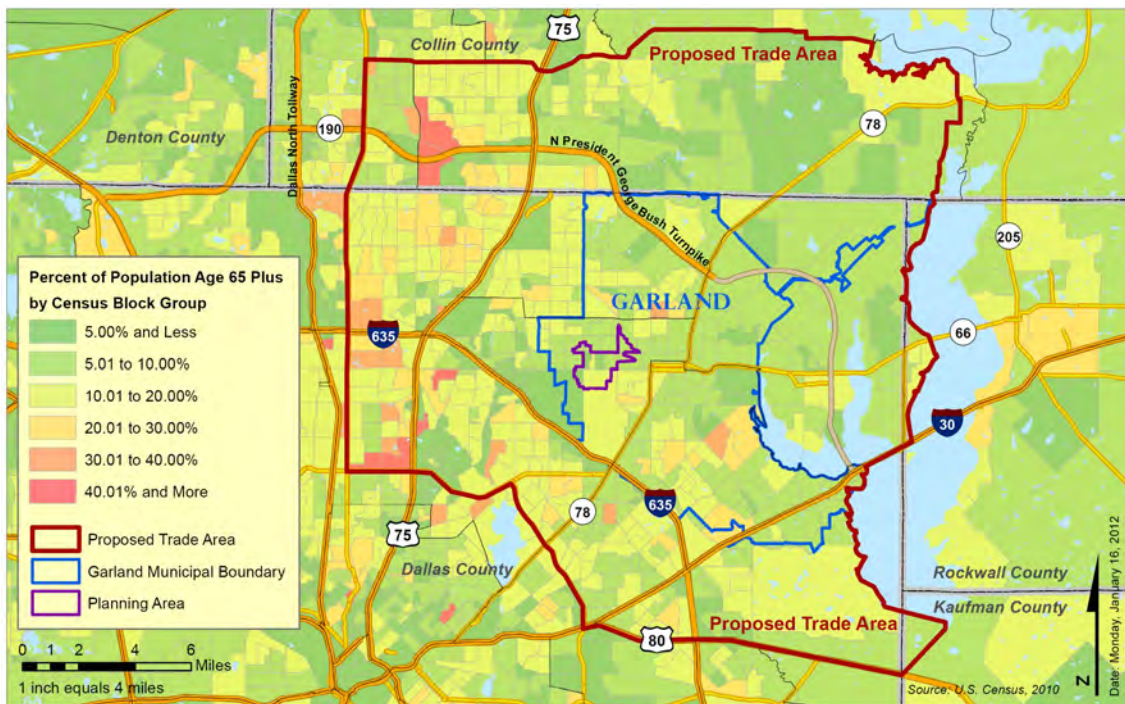 Collin County
75
Proposed Trade Area
Denton County
190
Dallas North Tollway
N President George Bush Turnpike
78
205
GARLAND
635
66
30
Percent of Population Age 65 Plus
by Census Block Group
5.00% and Less
5.01 to 10.00%
10.01 to 20.00%
20.01 to 30.00%
30.01 to 40.00%
40.01% and More
Proposed Trade Area
Garland Municipal Boundary
Planning Area
75
78
635
Dallas County
Rockwall County
Kaufman County
Proposed Trade Area
80
0 1 2 4 6
Miles
1 inch equals 4 miles
Source: U.S. Census, 2010
N
Date: Monday, January 16, 2012